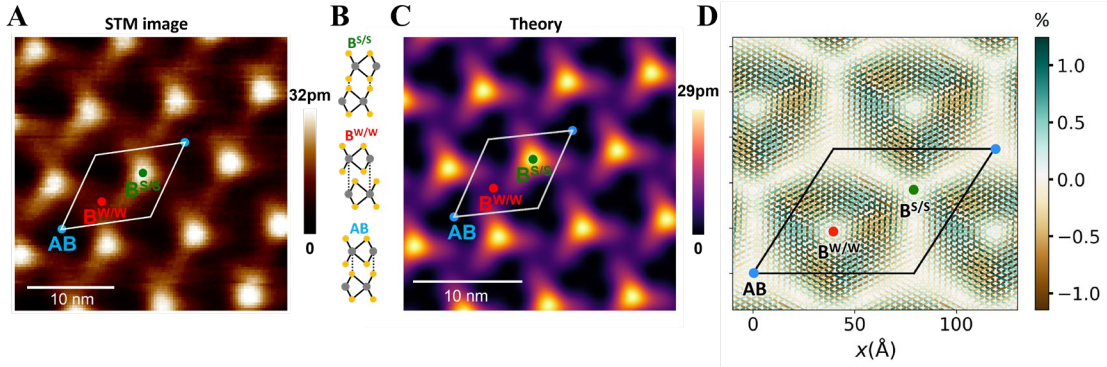 A
STM image
B
C
Theory
D
%
B^S/S
32pm
29pm
B^W/W
AB
0
B^S/S
B^W/W
AB
10 nm
B^S/S
B^W/W
AB
10 nm
0
1.0
0.5
0.0
−0.5
−1.0
B^S/S
B^W/W
AB
0
50
100
x(Å)